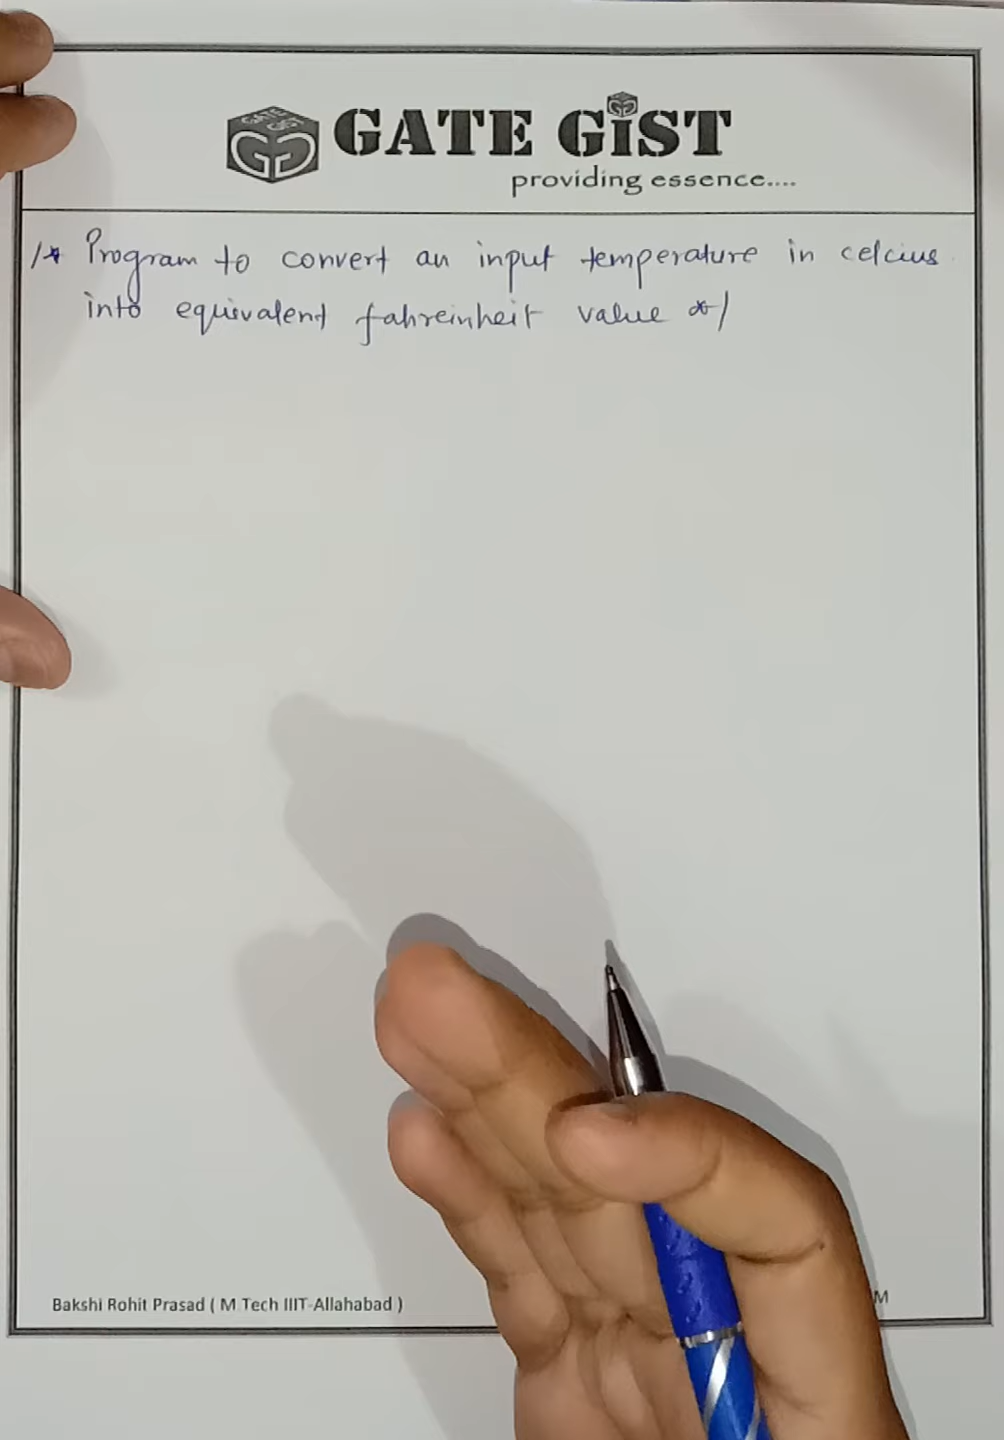 GATE GIST
providing essence....
/* Program to convert an input temperature in celcius
into equivalent fahreinheit value */
Bakshi Rohit Prasad ( M Tech IIIT-Allahabad )